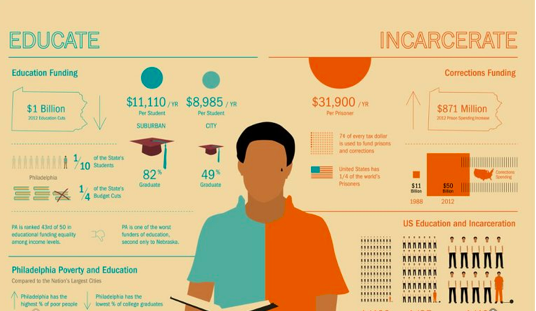 EDUCATE
INCARCERATE
Education Funding
$1 Billion
2012 Education Cuts
$11,110 / YR
Per Student
SUBURBAN
82%
Graduate
$8,985 / YR
Per Student
CITY
49%
Graduate
Philadelphia
1/10
of the State's
Students
1/4
of the State's
Budget Cuts
PA is ranked 43rd of 50 in
educational funding equality
among income levels.
PA is one of the worst
funders of education,
second only to Nebraska.
Philadelphia Poverty and Education
Compared to the Nation's Largest Cities
Philadelphia has the
highest % of poor people
Philadelphia has the
lowest % of college graduates
$31,900 / YR
Per Prisoner
7¢ of every tax dollar
is used to fund prisons
and corrections
United States has
1/4 of the world's
Prisoners
Corrections Funding
$871 Million
2012 Prison Spending Increase
$11
Billion
1988
$50
Billion
2012
Corrections
Spending
US Education and Incarceration